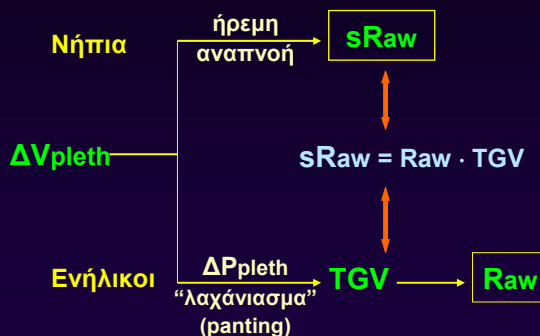 Νήπια
ήρεμη
αναπνοή
sRaw
ΔVpleth
sRaw = Raw · TGV
Ενήλικοι
ΔPpleth
“λαχάνιασμα”
(panting)
TGV
Raw